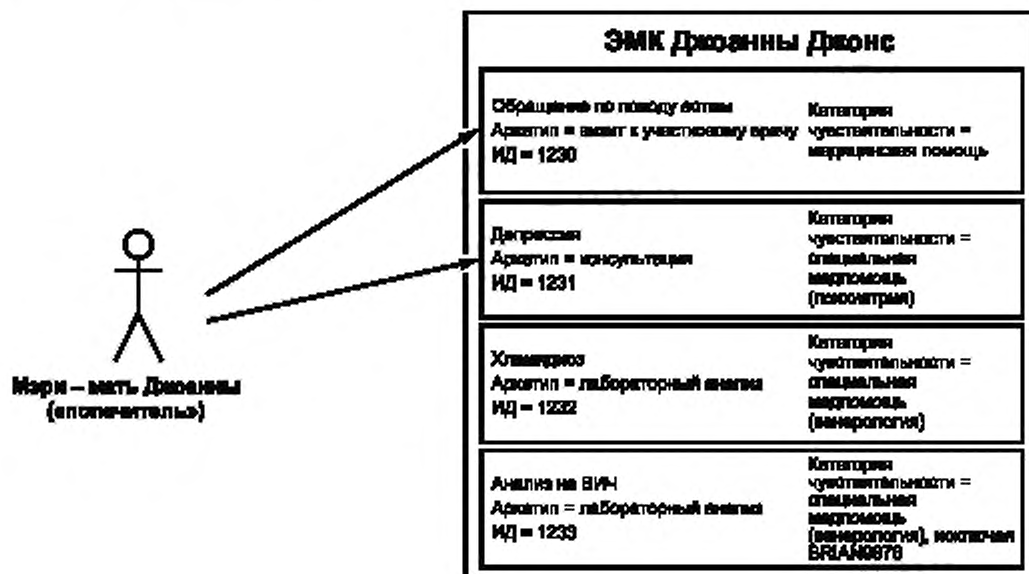 ЭМК Джоанны Джонс
Обращение по поводу астмы
Архетип = визит к участковому врачу
ИД = 1230
Категория
чувствительности =
медицинская помощь
Депрессия
Архетип = консультация
ИД = 1231
Категория
чувствительности =
специальная
медпомощь
(психиатрия)
Хламидиоз
Архетип = лабораторный анализ
ИД = 1232
Категория
чувствительности =
специальная
медпомощь
(венерология)
Анализ на ВИЧ
Архетип = лабораторный анализ
ИД = 1233
Категория
чувствительности =
специальная
медпомощь
(венерология), исключая
Мэри – мать Джоанны
(«попечитель»)